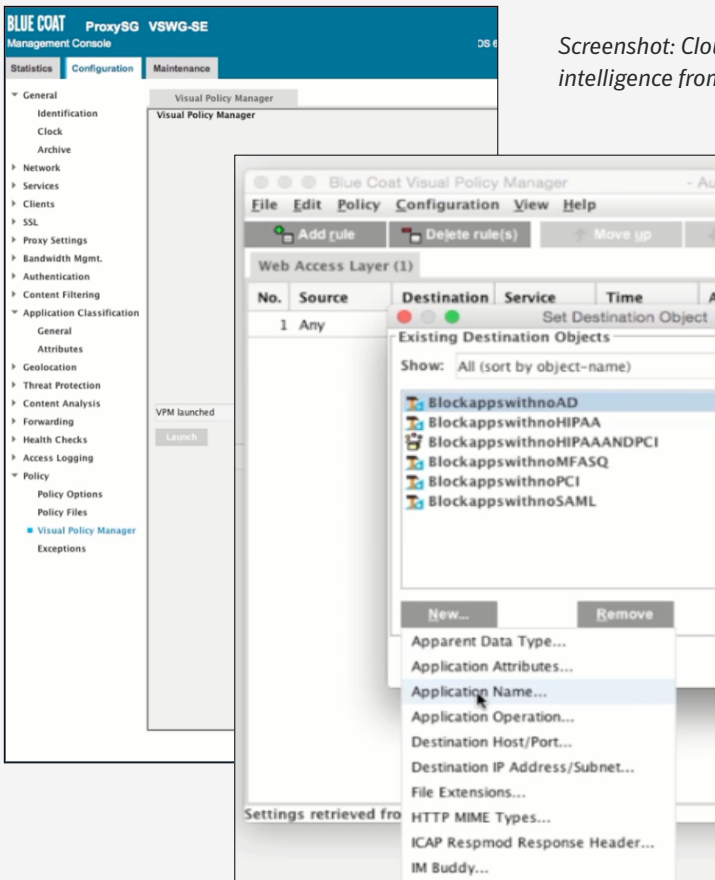 BLUE COAT ProxySG VSWG-SE
Management Console
Statistics Configuration Maintenance
General
Identification
Clock
Archive
Network
Services
Clients
SSL
Proxy Settings
Bandwidth Mgmt.
Authentication
Content Filtering
Application Classification
General
Attributes
Geolocation
Threat Protection
Content Analysis
Forwarding
Health Checks
Access Logging
Policy
Policy Options
Policy Files
Visual Policy Manager
Exceptions
Visual Policy Manager
Visual Policy Manager
VPM launched
Launch
Screenshot:
intelligence
Blue Coat Visual Policy Manager
File Edit Policy Configuration View Help
Add rule Delete rule(s) Move up
Web Access Layer (1)
No. Source Destination Service Time
1 Any
Set Destination Object
Existing Destination Objects
Show: All (sort by object-name)
BlockappswithnoAD
BlockappswithnoHIPAA
BlockappswithnoHIPAAANDPCI
BlockappswithnoMFASQ
BlockappswithnoPCI
BlockappswithnoSAML
New... Remove
Apparent Data Type...
Application Attributes...
Application Name...
Application Operation...
Destination Host/Port...
Destination IP Address/Subnet...
File Extensions...
HTTP MIME Types...
ICAP Respmod Response Header...
IM Buddy...
Settings retrieved